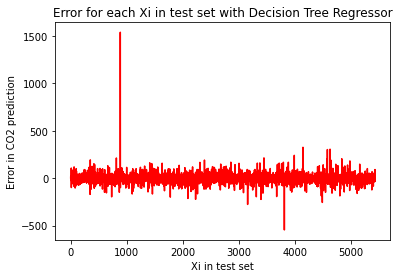 Error for each Xi in test set with Decision Tree Regressor
1500
1000
500
0
−500
Error in CO2 prediction
0 1000 2000 3000 4000 5000
Xi in test set